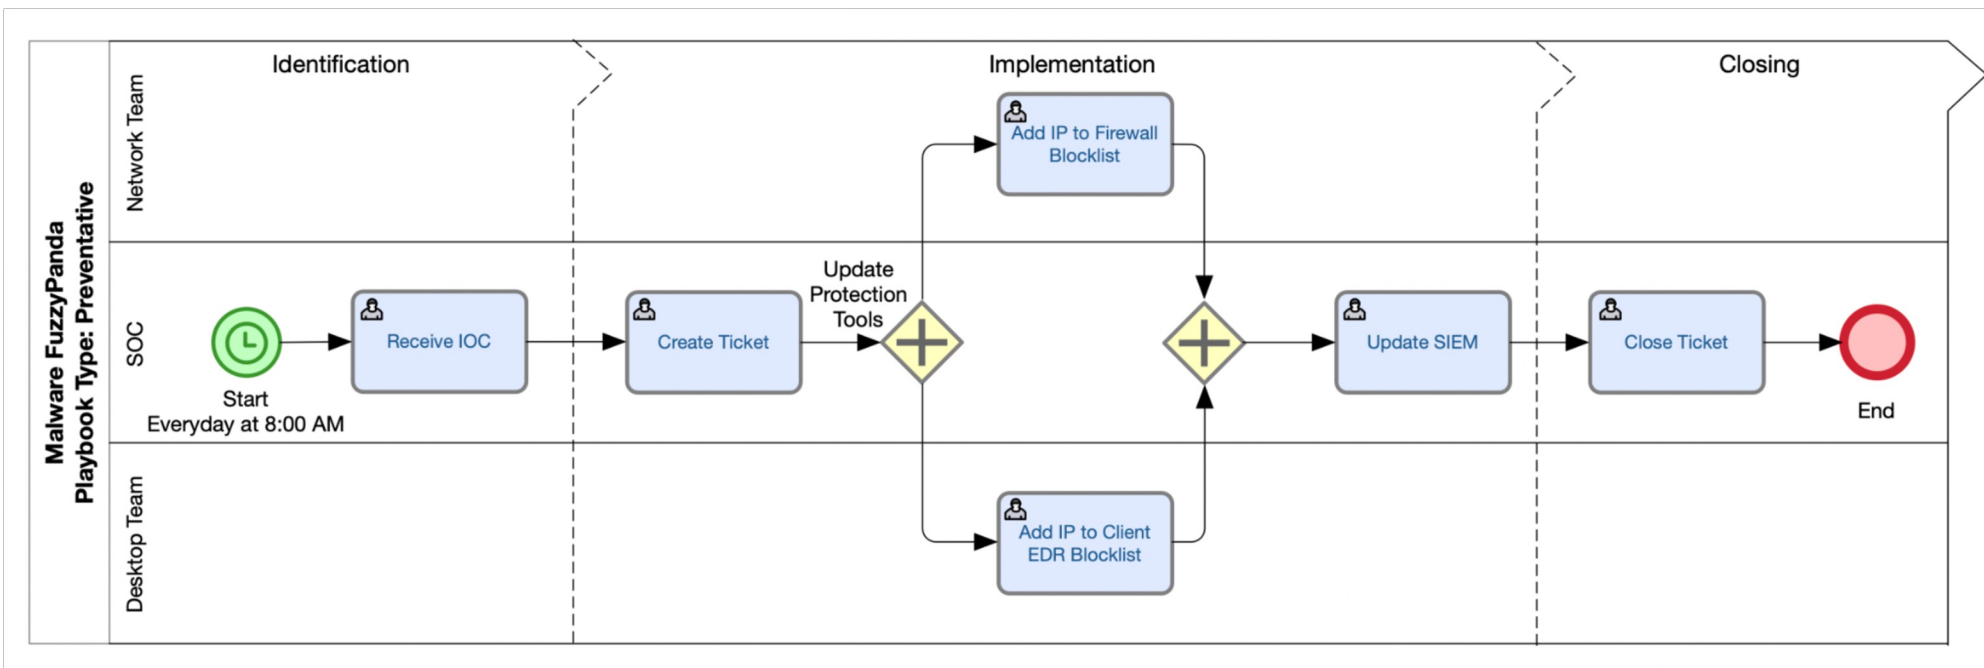 Malware FuzzyPanda
Playbook Type: Preventative
Identification
Implementation
Closing
Network Team
Add IP to Firewall
Blocklist
SOC
Start
Everyday at 8:00 AM
Receive IOC
Create Ticket
Update
Protection
Tools
Update SIEM
Close Ticket
End
Desktop Team
Add IP to Client
EDR Blocklist